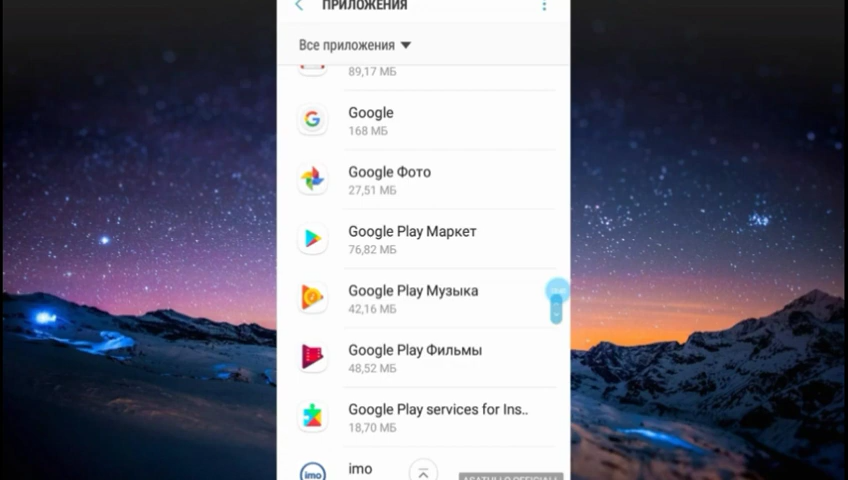 ПРИЛОЖЕНИЯ
Все приложения
89,17 МБ
Google
168 МБ
Google Фото
27,51 МБ
Google Play Маркет
76,82 МБ
Google Play Музыка
42,16 МБ
Google Play Фильмы
48,52 МБ
Google Play services for Ins..
18,70 МБ
imo
imo